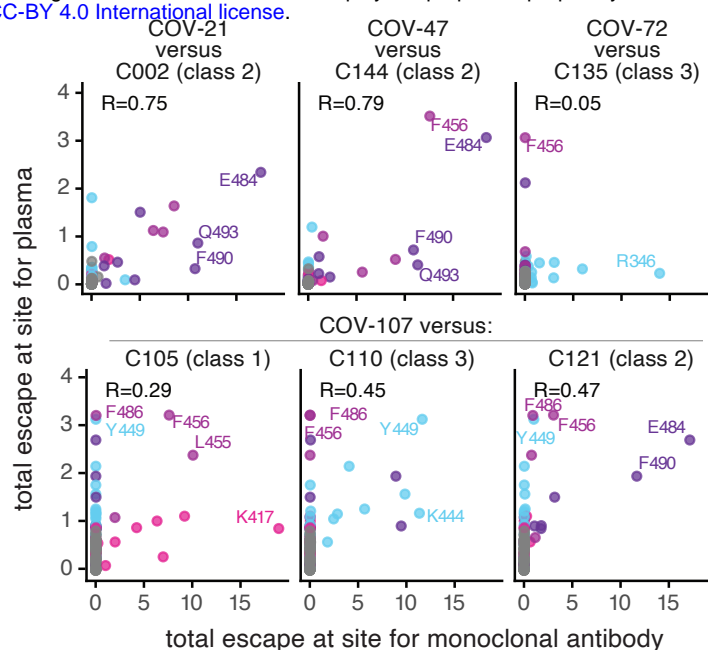 CC-BY 4.0 International license.
COV-21
versus
C002 (class 2)
COV-47
versus
C144 (class 2)
COV-72
versus
C135 (class 3)
R=0.75
E484
Q493
F490
R=0.79
F456
E484
F490
Q493
R=0.05
F456
R346
4
3
2
1
0
total escape at site for plasma
COV-107 versus:
C105 (class 1)
C110 (class 3)
C121 (class 2)
R=0.29
F486
Y449
F456
L455
K417
R=0.45
F486
F456
Y449
K444
R=0.47
F486
F456
Y449
E484
F490
4
3
2
1
0
0 5 10 15
0 5 10 15
0 5 10 15
total escape at site for monoclonal antibody